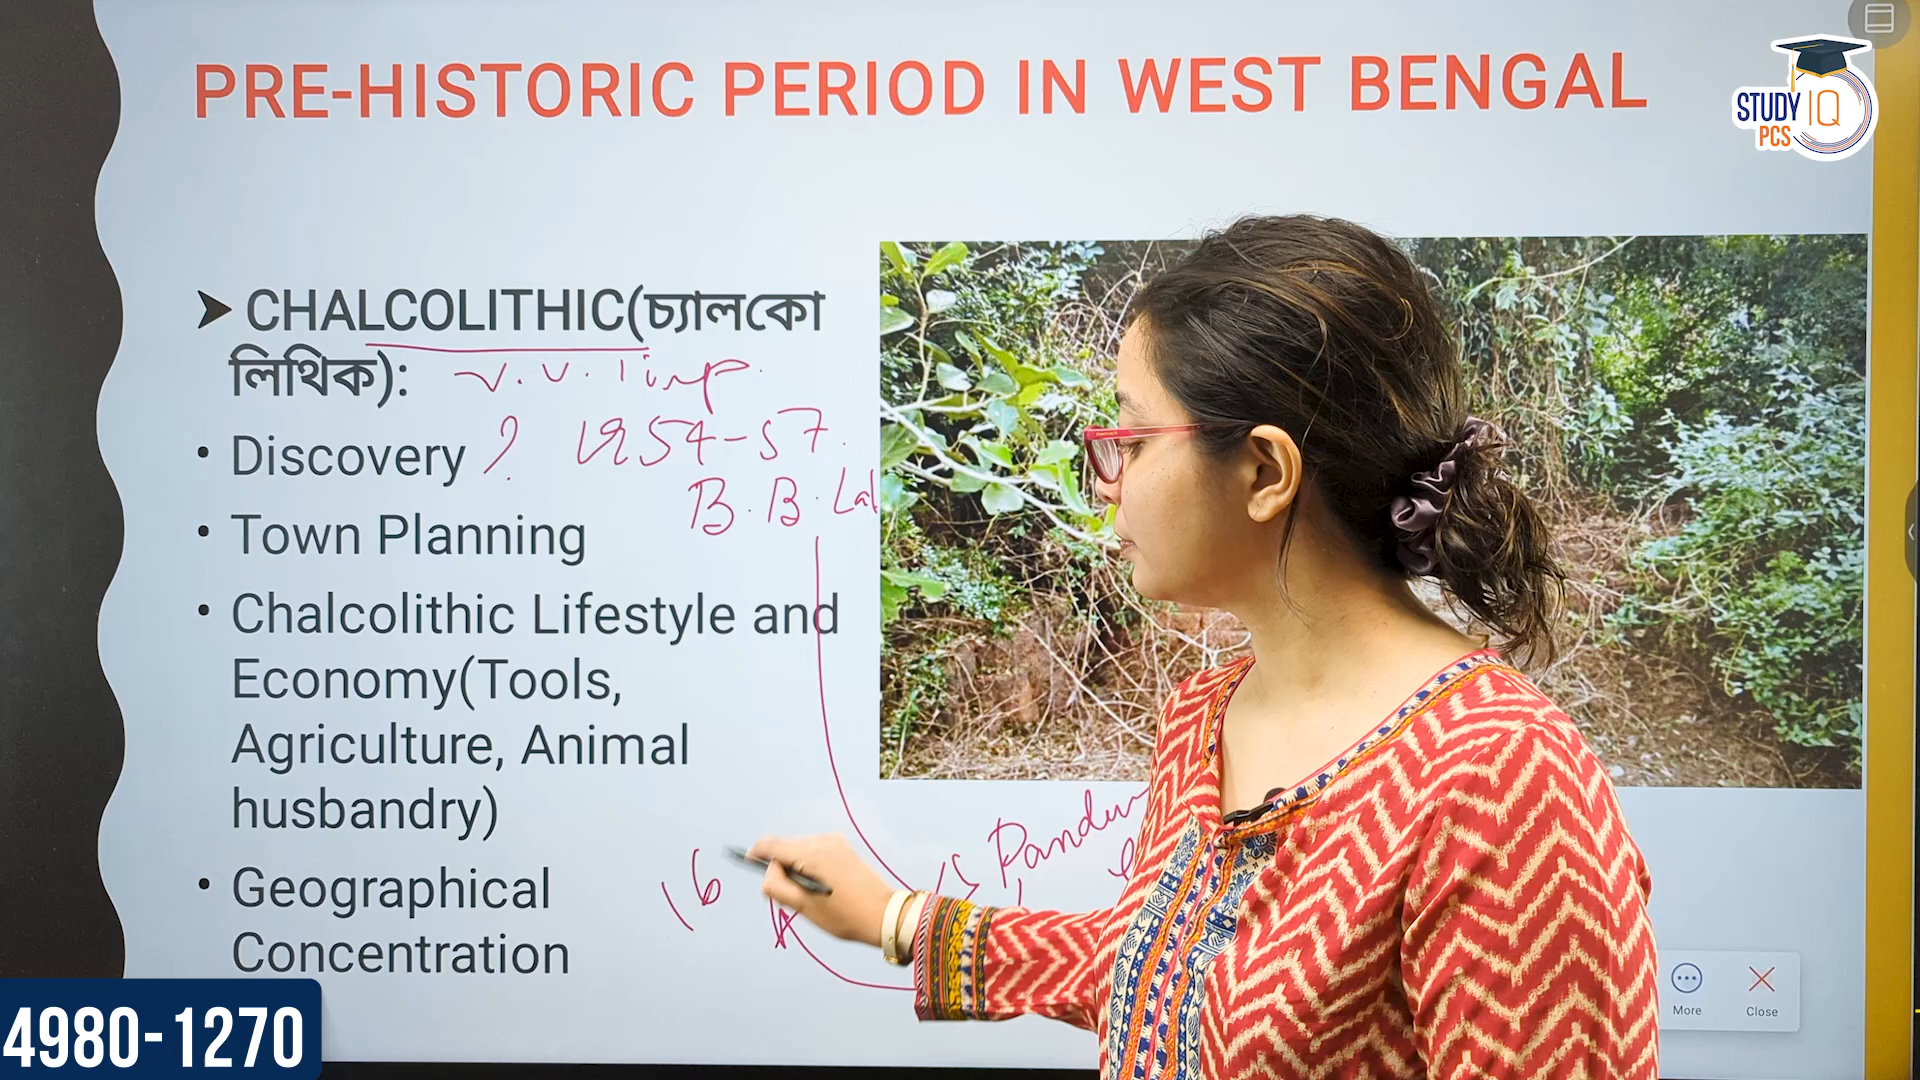 PRE-HISTORIC PERIOD IN WEST BENGAL
STUDY IQ
PCS
➤ CHALCOLITHIC(চ্যালকো
লিথিক):
v. v. imp.
• Discovery ? 1954-57.
B. B. Lal
• Town Planning
• Chalcolithic Lifestyle and
Economy(Tools,
Agriculture, Animal
husbandry)
Pandu
• Geographical
Concentration
16
More
Close
4980-1270